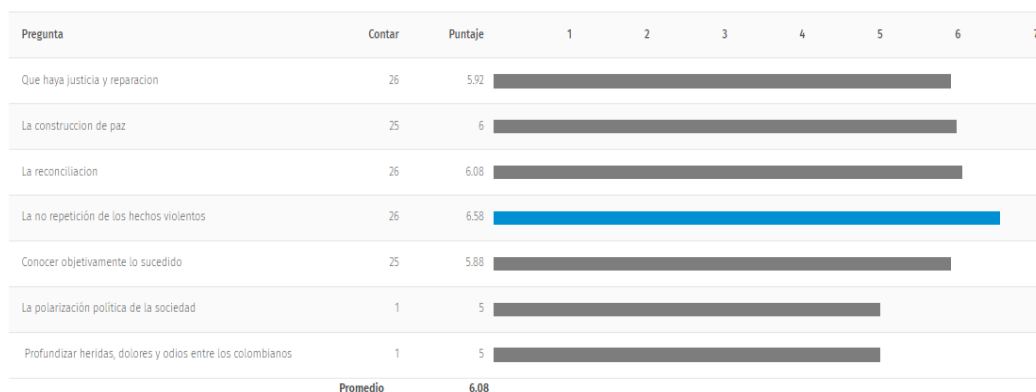 Pregunta Contar Puntaje 1 2 3 4 5 6 7
Que haya justicia y reparacion 26 5.92
La construccion de paz 25 6
La reconciliacion 26 6.08
La no repetición de los hechos violentos 26 6.58
Conocer objetivamente lo sucedido 25 5.88
La polarización política de la sociedad 1 5
Profundizar heridas, dolores y odios entre los colombianos 1 5
Promedio 6.08